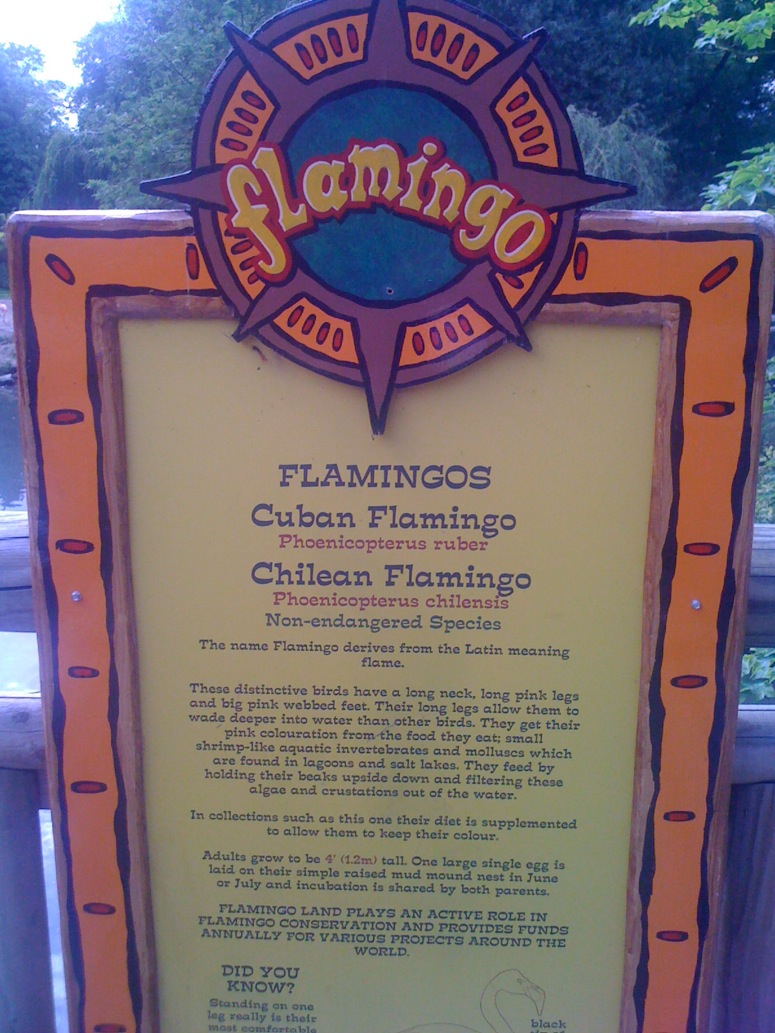 flamingo
FLAMINGOS
Cuban Flamingo
Phoenicopterus ruber
Chilean Flamingo
Phoenicopterus chilensis
Non-endangered Species
The name Flamingo derives from the Latin meaning
flame.
These distinctive birds have a long neck, long pink legs
and big pink webbed feet. Their long legs allow them to
wade deeper into water than other birds. They get their
pink colouration from the food they eat; small
shrimp-like aquatic invertebrates and molluscs which
are found in lagoons and salt lakes. They feed by
holding their beaks upside down and filtering these
algae and crustations out of the water.
In collections such as this one their diet is supplemented
to allow them to keep their colour.
Adults grow to be 4' (1.2m) tall. One large single egg is
laid on their simple raised mud mound nest in June
or July and incubation is shared by both parents.
FLAMINGO LAND PLAYS AN ACTIVE ROLE IN
FLAMINGO CONSERVATION AND PROVIDES FUNDS
ANNUALLY FOR VARIOUS PROJECTS AROUND THE
WORLD.
DID YOU
KNOW?
Standing on one
leg really is their
most comfortable
black